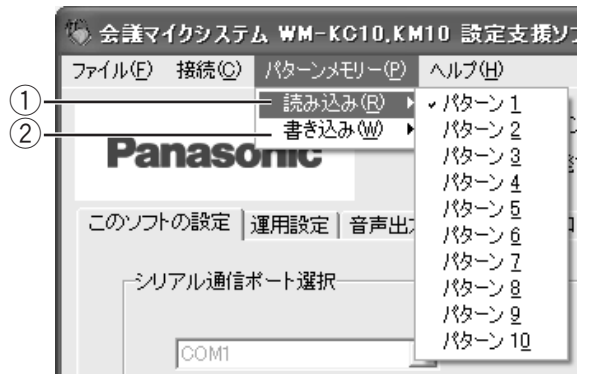 会議マイクシステム WM-KC10,KM10 設定支援ソフ
ファイル(F) 接続(C) パターンメモリー(P) ヘルプ(H)
① 読み込み(R)
② 書き込み(W)
パターン 1
パターン 2
パターン 3
パターン 4
パターン 5
パターン 6
パターン 7
パターン 8
パターン 9
パターン 10
Panasonic
このソフトの設定 運用設定 音声出
シリアル通信ポート選択
COM1